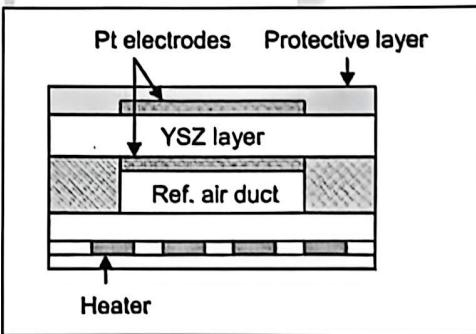 Pt electrodes Protective layer
YSZ layer
Ref. air duct
Heater